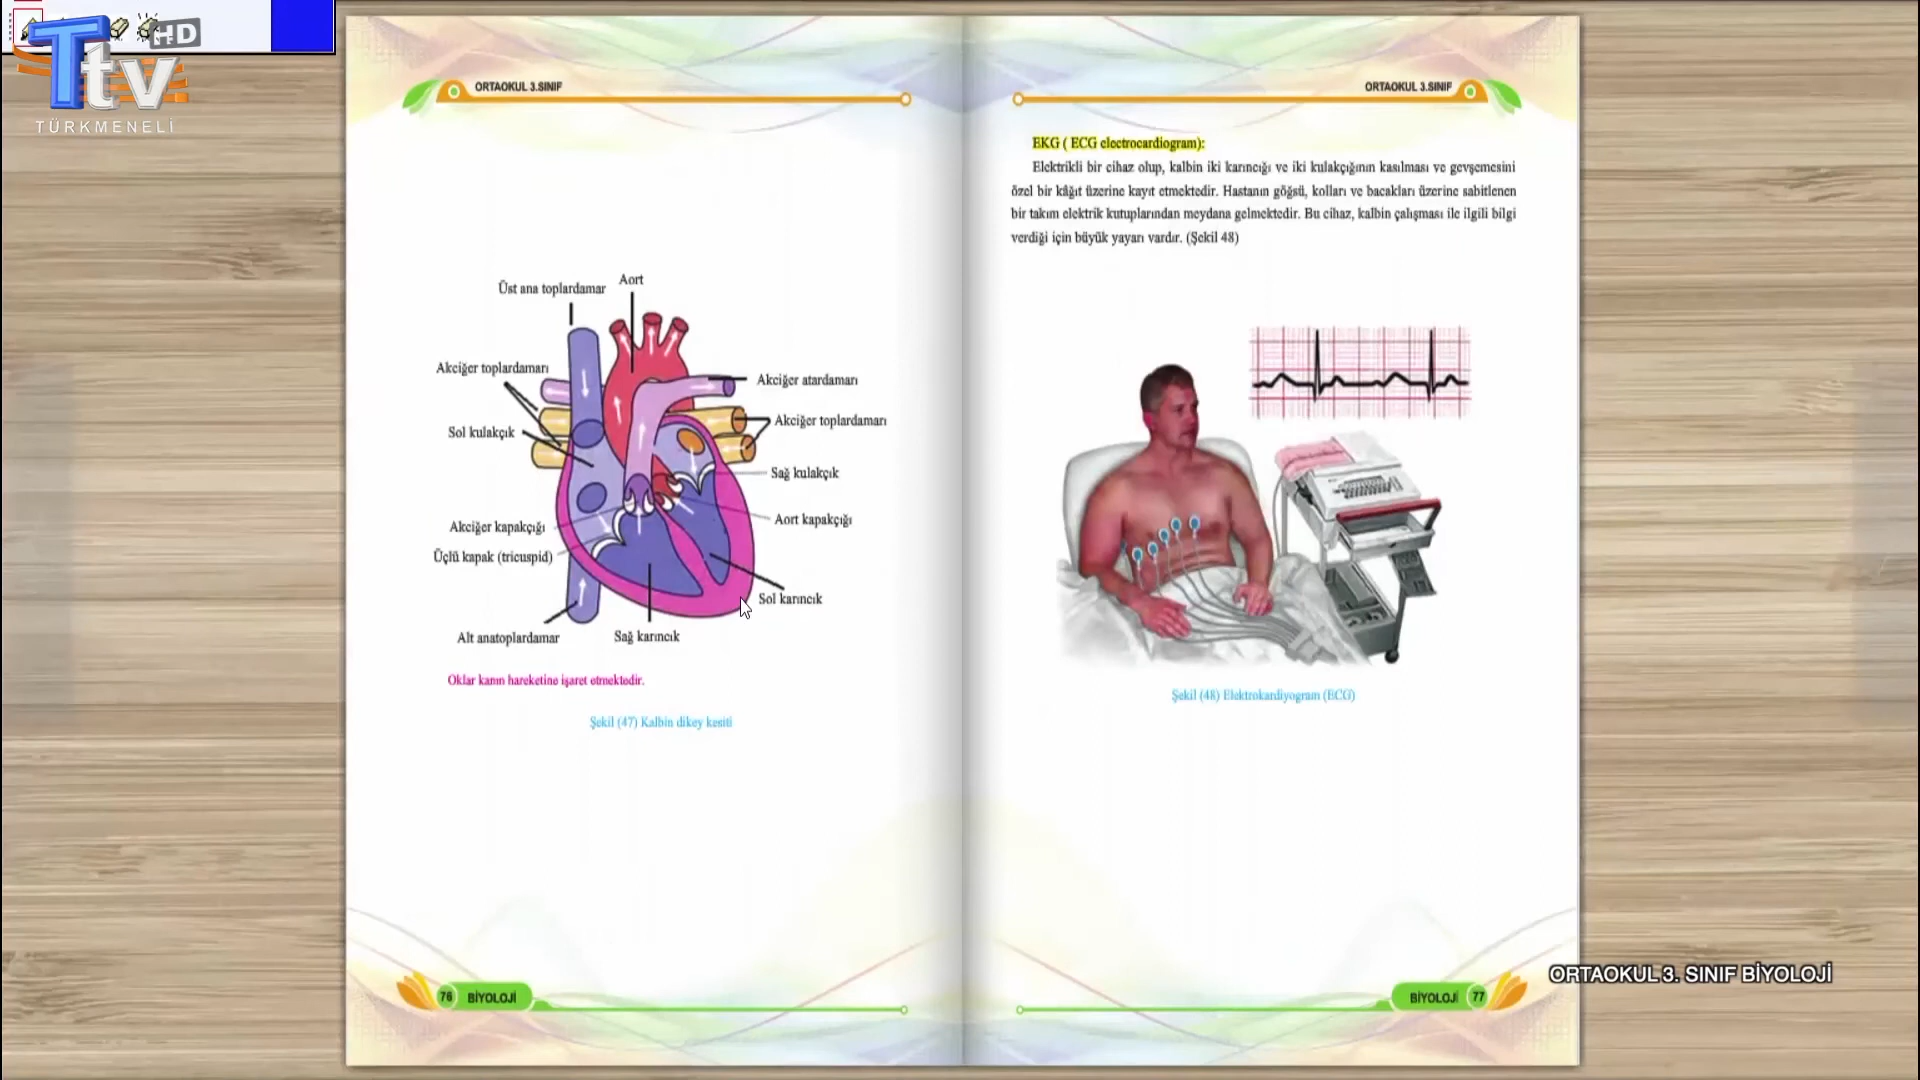 HD
Ttv
TÜRKMENELİ
ORTAOKUL 3.SINIF
Üst ana toplardamar
Aort
Akciğer toplardamarı
Akciğer atardamarı
Akciğer toplardamarı
Sol kulakçık
Sağ kulakçık
Akciğer kapakçığı
Aort kapakçığı
Üçlü kapak (tricuspid)
Sol karıncık
Alt anatoplardamar
Sağ karıncık
Oklar kanın hareketine işaret etmektedir.
Şekil (47) Kalbin dikey kesiti
76 BİYOLOJİ
ORTAOKUL 3.SINIF
EKG ( ECG electrocardiogram):
Elektrikli bir cihaz olup, kalbin iki karıncığı ve iki kulakçığının kasılması ve gevşemesini
özel bir kâğıt üzerine kayıt etmektedir. Hastanın göğsü, kolları ve bacakları üzerine sabitlenen
bir takım elektrik kutuplarından meydana gelmektedir. Bu cihaz, kalbin çalışması ile ilgili bilgi
verdiği için büyük yayarı vardır. (Şekil 48)
Şekil (48) Elektrokardiyogram (ECG)
BİYOLOJİ 77
ORTAOKUL 3. SINIF BİYOLOJİ